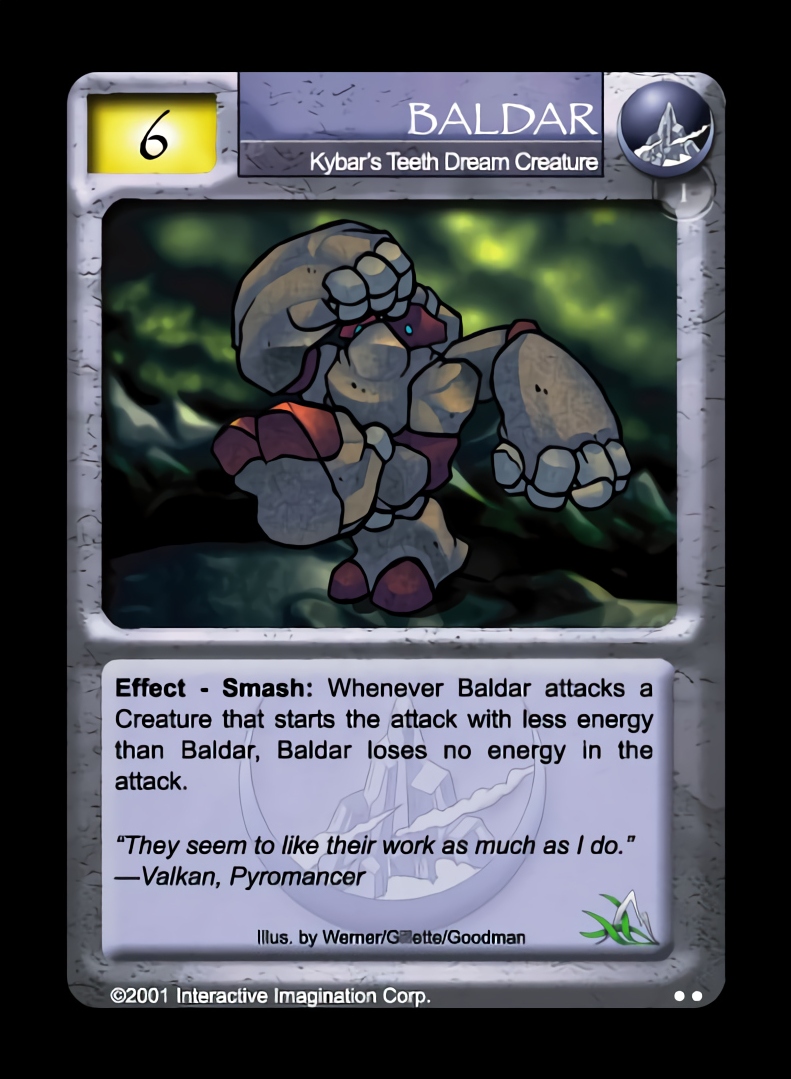 6
BALDAR
Kybar's Teeth Dream Creature
1
Effect - Smash: Whenever Baldar attacks a
Creature that starts the attack with less energy
than Baldar, Baldar loses no energy in the
attack.
“They seem to like their work as much as I do.”
—Valkan, Pyromancer
Illus. by Werner/ /Goodman
©2001 Interactive Imagination Corp.